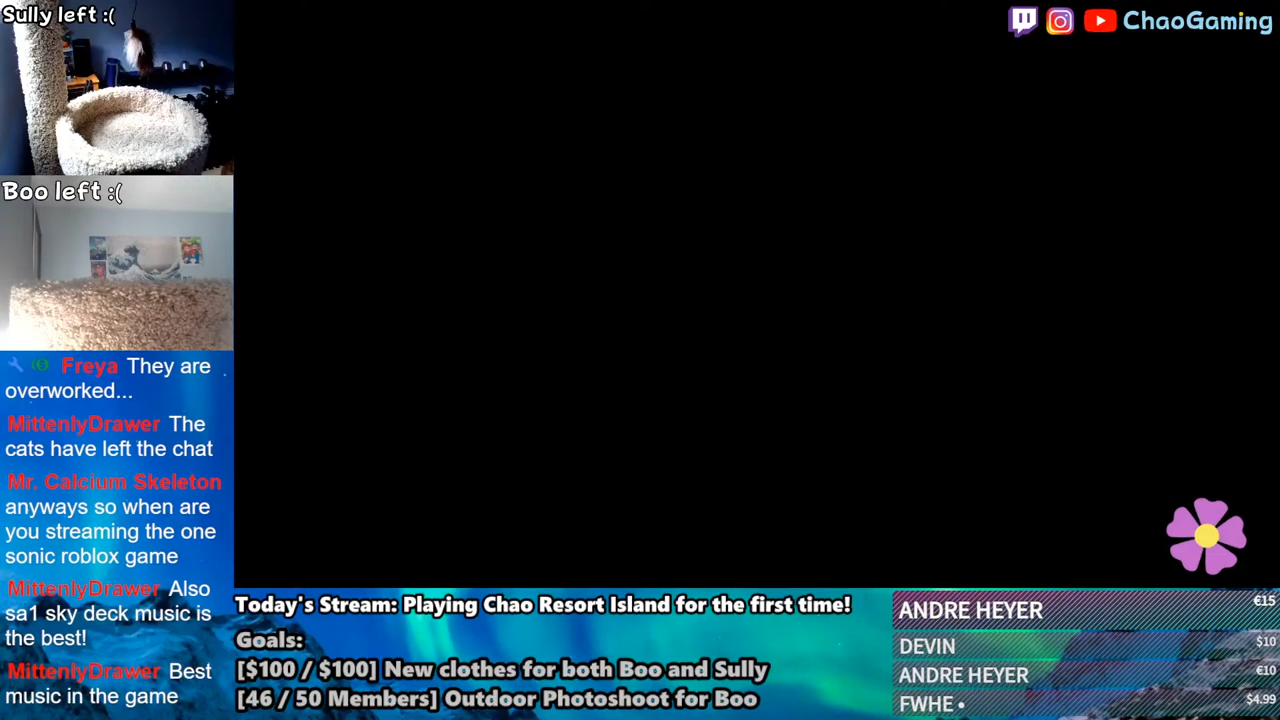 Sully left :(
ChaoGaming
Boo left :(
Freya They are
overworked...
MittenlyDrawer The
cats have left the chat
Mr. Calcium Skeleton
anyways so when are
you streaming the one
sonic roblox game
MittenlyDrawer Also
sa1 sky deck music is
the best!
MittenlyDrawer Best
music in the game
Today's Stream: Playing Chao Resort Island for the first time!
Goals:
[$100 / $100] New clothes for both Boo and Sully
[46 / 50 Members] Outdoor Photoshoot for Boo
ANDRE HEYER €15
DEVIN $10
ANDRE HEYER €10
FWHE • $4.99